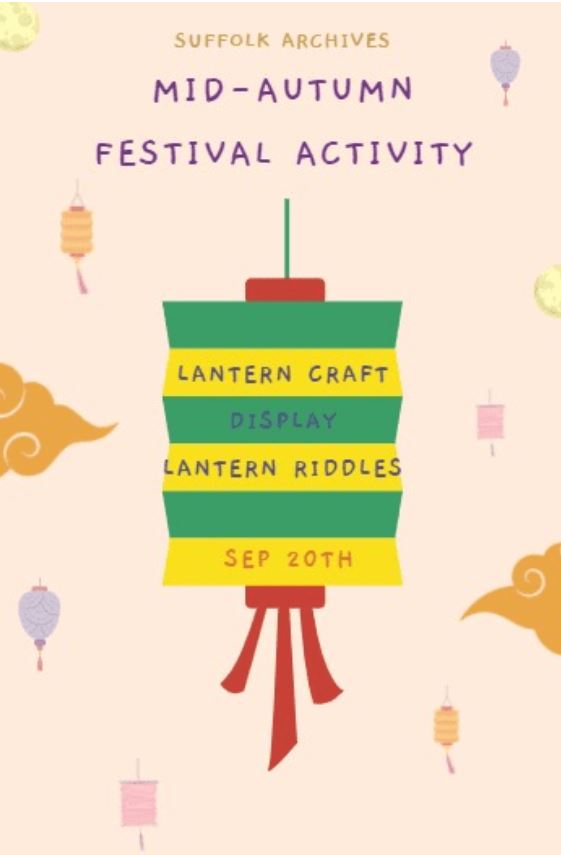 SUFFOLK ARCHIVES
MID-AUTUMN
FESTIVAL ACTIVITY
LANTERN CRAFT
DISPLAY
LANTERN RIDDLES
SEP 20TH